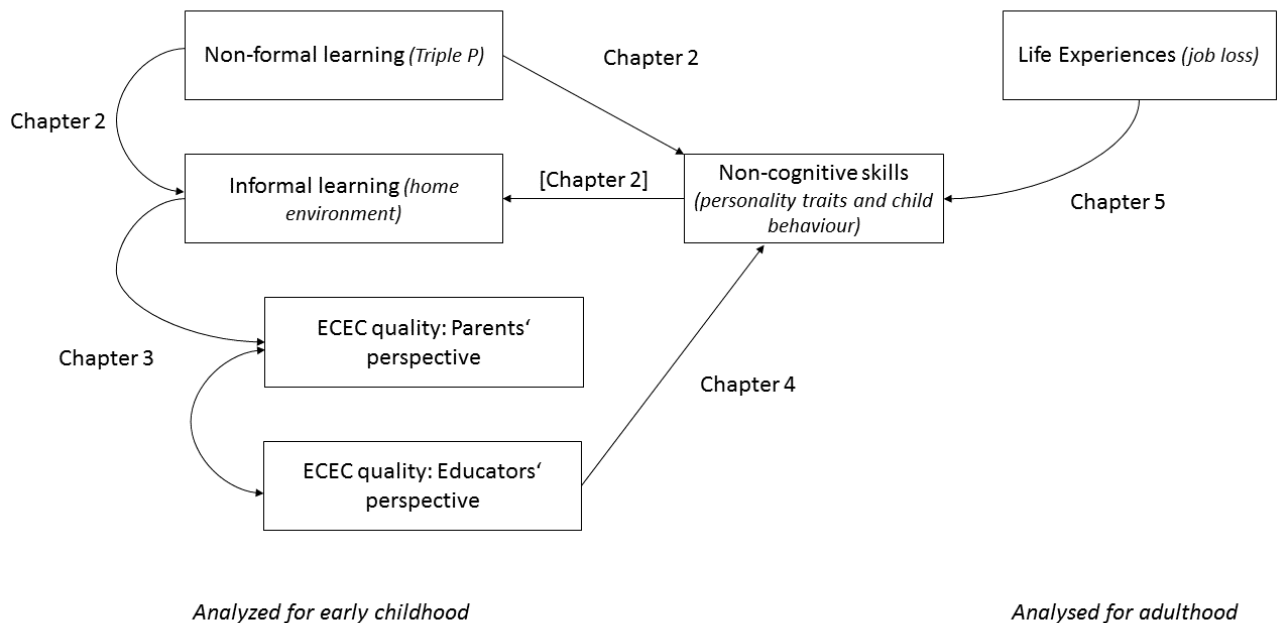 Non-formal learning (Triple P)
Chapter 2
Life Experiences (job loss)
Chapter 2
Informal learning (home
environment)
[Chapter 2]
Non-cognitive skills
(personality traits and child
behaviour)
Chapter 5
ECEC quality: Parents‘
perspective
Chapter 3
Chapter 4
ECEC quality: Educators‘
perspective
Analyzed for early childhood
Analysed for adulthood